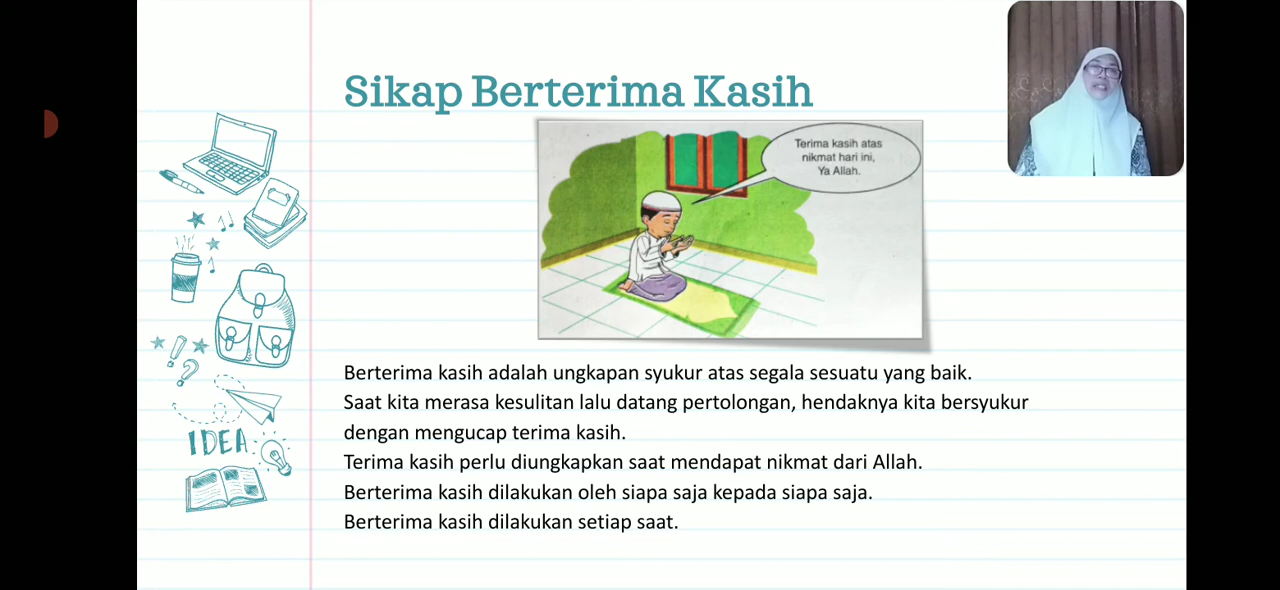 Sikap Berterima Kasih
Terima kasih atas
nikmat hari ini,
Ya Allah.
IDEA
Berterima kasih adalah ungkapan syukur atas segala sesuatu yang baik.
Saat kita merasa kesulitan lalu datang pertolongan, hendaknya kita bersyukur
dengan mengucap terima kasih.
Terima kasih perlu diungkapkan saat mendapat nikmat dari Allah.
Berterima kasih dilakukan oleh siapa saja kepada siapa saja.
Berterima kasih dilakukan setiap saat.